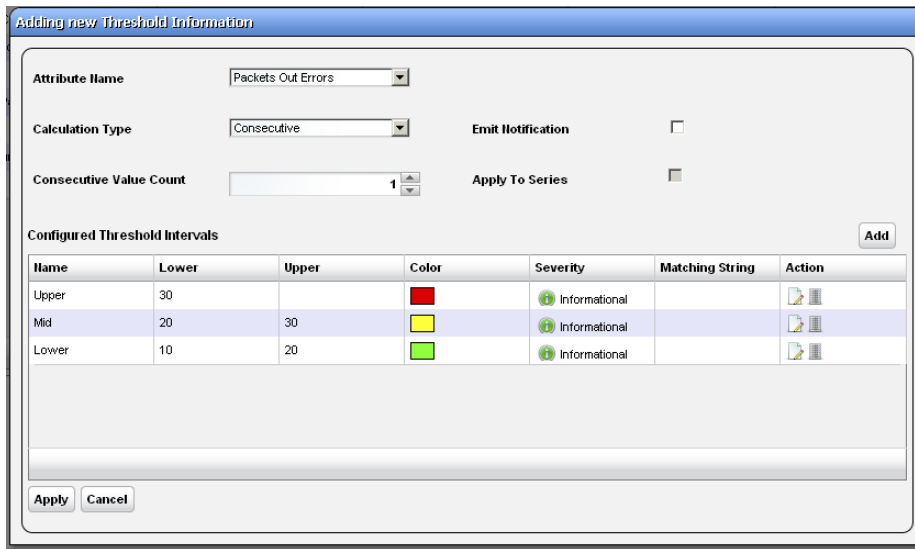 Adding new Threshold Information
Attribute Name Packets Out Errors
Calculation Type Consecutive Emit Notification
Consecutive Value Count 1 Apply To Series
Configured Threshold Intervals Add
Name Lower Upper Color Severity Matching String Action
Upper 30 Informational
Mid 20 30 Informational
Lower 10 20 Informational
Apply Cancel